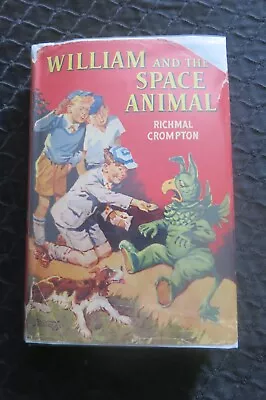 WILLIAM AND THE
SPACE
ANIMAL
RICHMAL
CROMPTON